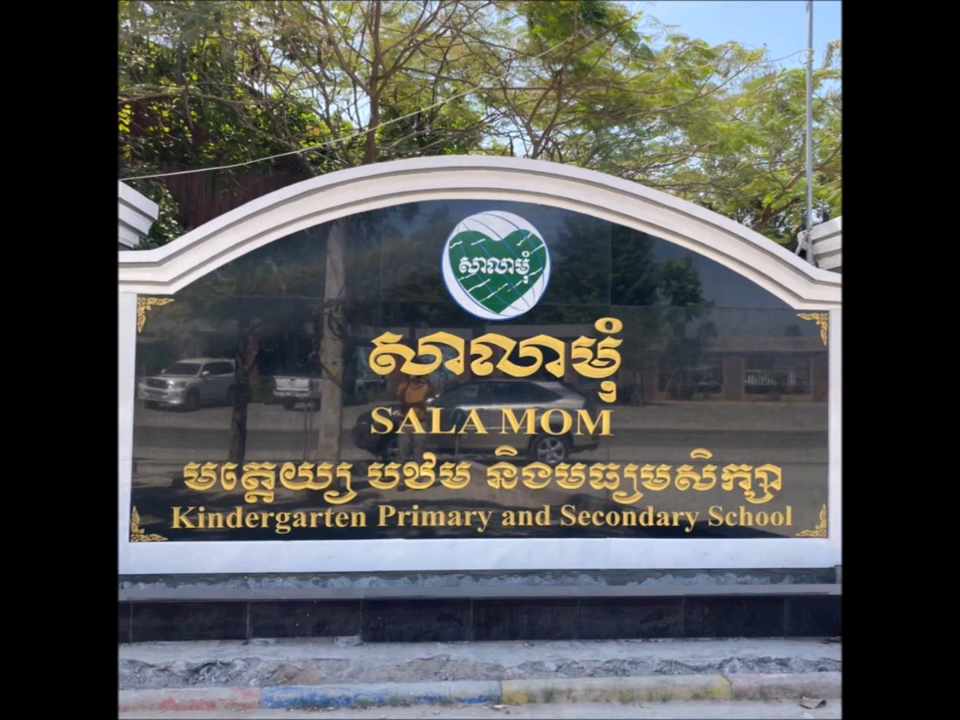 សាលាមុំ
សាលាមុំ
SALA MOM
មត្តេយ្យ បឋម និងមធ្យមសិក្សា
Kindergarten Primary and Secondary School